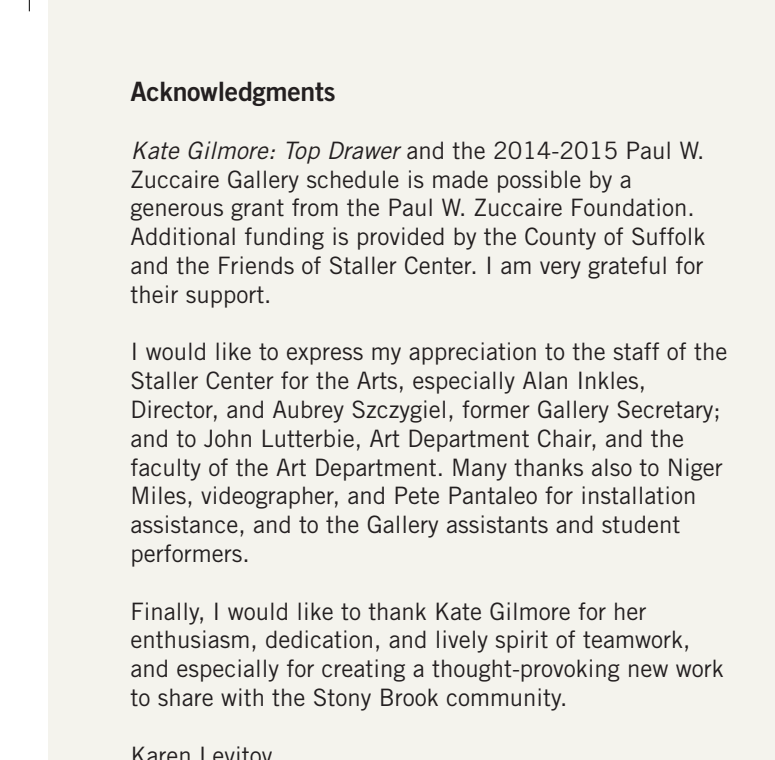 Acknowledgments
Kate Gilmore: Top Drawer and the 2014-2015 Paul W.
Zuccaire Gallery schedule is made possible by a
generous grant from the Paul W. Zuccaire Foundation.
Additional funding is provided by the County of Suffolk
and the Friends of Staller Center. I am very grateful for
their support.
I would like to express my appreciation to the staff of the
Staller Center for the Arts, especially Alan Inkles,
Director, and Aubrey Szczygiel, former Gallery Secretary;
and to John Lutterbie, Art Department Chair, and the
faculty of the Art Department. Many thanks also to Niger
Miles, videographer, and Pete Pantaleo for installation
assistance, and to the Gallery assistants and student
performers.
Finally, I would like to thank Kate Gilmore for her
enthusiasm, dedication, and lively spirit of teamwork,
and especially for creating a thought-provoking new work
to share with the Stony Brook community.
Karen Levitov